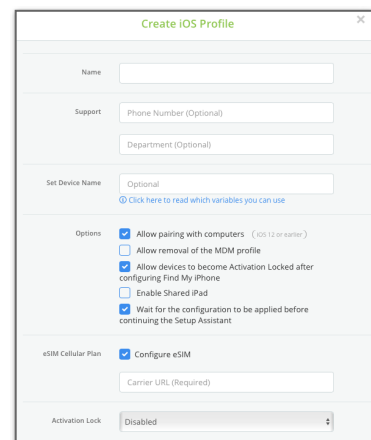 Create iOS Profile
×
Name
Support
Phone Number (Optional)
Department (Optional)
Set Device Name
Optional
Click here to read which variables you can use
Options
Allow pairing with computers ( iOS 12 or earlier )
Allow removal of the MDM profile
Allow devices to become Activation Locked after
configuring Find My iPhone
Enable Shared iPad
Wait for the configuration to be applied before
continuing the Setup Assistant
eSIM Cellular Plan
Configure eSIM
Carrier URL (Required)
Activation Lock
Disabled